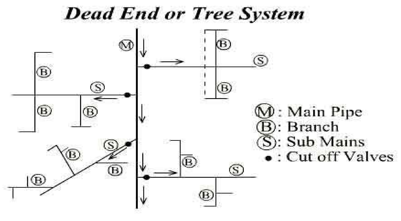 Dead End or Tree System
M
B
S
B
B
S
B
B
S
B
B
B
B
S
B
M : Main Pipe
B : Branch
S : Sub Mains
• : Cut off Valves